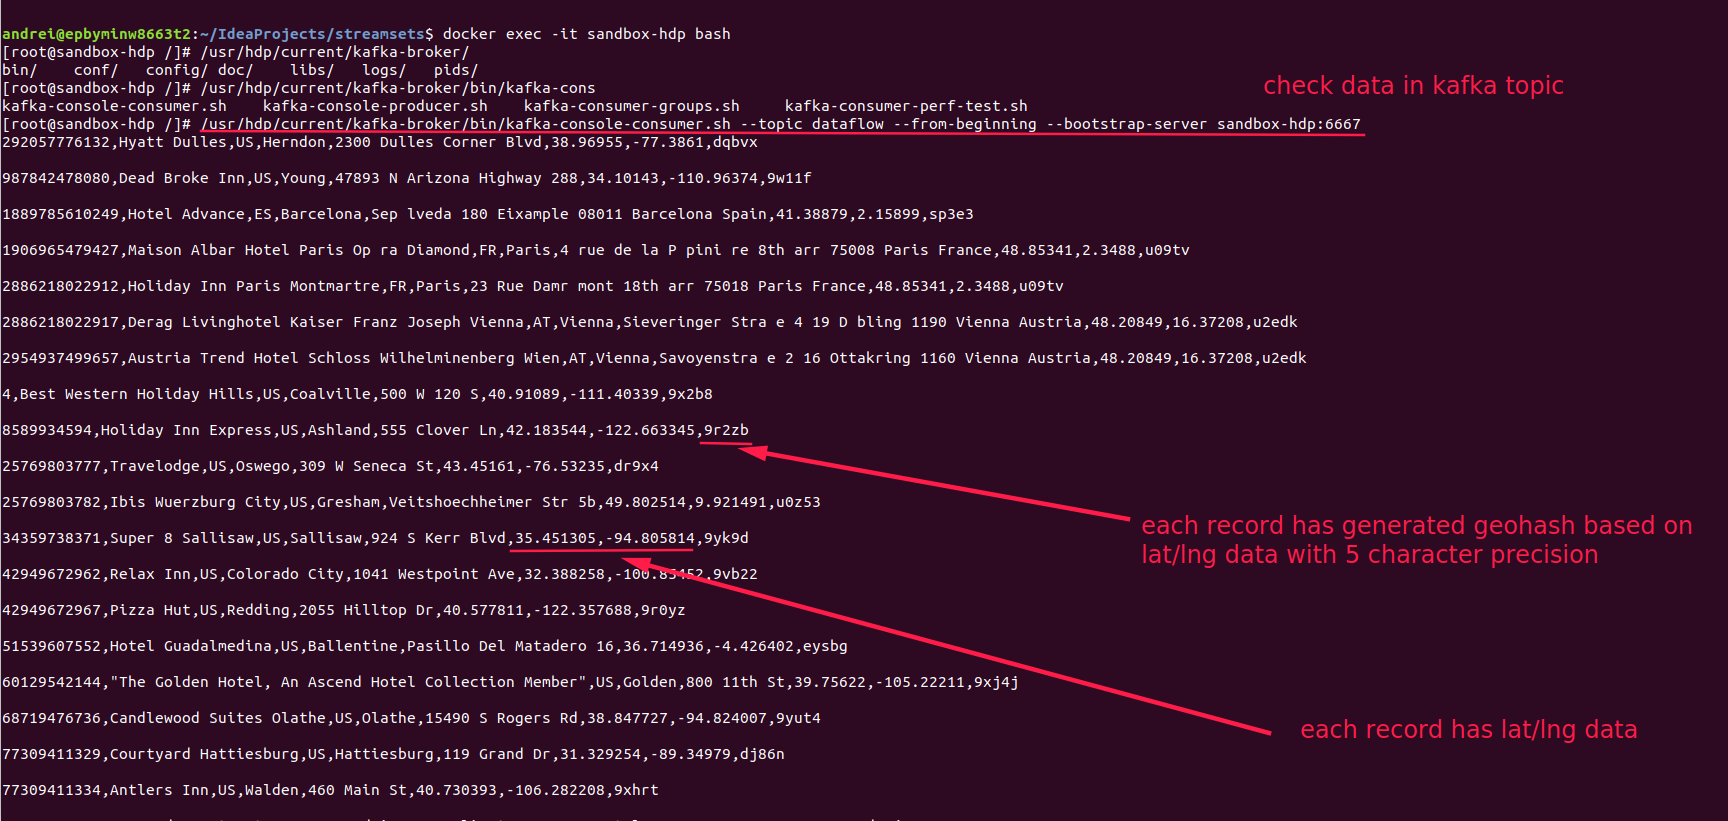 andrei@epbyminw8663t2:~/IdeaProjects/streamsets$ docker exec -it sandbox-hdp bash
[root@sandbox-hdp /]# /usr/hdp/current/kafka-broker/
bin/    conf/   config/ doc/    libs/   logs/   pids/
[root@sandbox-hdp /]# /usr/hdp/current/kafka-broker/bin/kafka-cons
check data in kafka topic
kafka-console-consumer.sh    kafka-console-producer.sh    kafka-consumer-groups.sh     kafka-consumer-perf-test.sh
[root@sandbox-hdp /]# /usr/hdp/current/kafka-broker/bin/kafka-console-consumer.sh --topic dataflow --from-beginning --bootstrap-server sandbox-hdp:6667
292057776132,Hyatt Dulles,US,Herndon,2300 Dulles Corner Blvd,38.96955,-77.3861,dqbvx
987842478080,Dead Broke Inn,US,Young,47893 N Arizona Highway 288,34.10143,-110.96374,9w11f
1889785610249,Hotel Advance,ES,Barcelona,Sep lveda 180 Eixample 08011 Barcelona Spain,41.38879,2.15899,sp3e3
1906965479427,Maison Albar Hotel Paris Op ra Diamond,FR,Paris,4 rue de la P pini re 8th arr 75008 Paris France,48.85341,2.3488,u09tv
2886218022912,Holiday Inn Paris Montmartre,FR,Paris,23 Rue Damr mont 18th arr 75018 Paris France,48.85341,2.3488,u09tv
2886218022917,Derag Livinghotel Kaiser Franz Joseph Vienna,AT,Vienna,Sieveringer Stra e 4 19 D bling 1190 Vienna Austria,48.20849,16.37208,u2edk
2954937499657,Austria Trend Hotel Schloss Wilhelminenberg Wien,AT,Vienna,Savoyenstra e 2 16 Ottakring 1160 Vienna Austria,48.20849,16.37208,u2edk
4,Best Western Holiday Hills,US,Coalville,500 W 120 S,40.91089,-111.40339,9x2b8
8589934594,Holiday Inn Express,US,Ashland,555 Clover Ln,42.183544,-122.663345,9r2zb
25769803777,Travelodge,US,Oswego,309 W Seneca St,43.45161,-76.53235,dr9x4
25769803782,Ibis Wuerzburg City,US,Gresham,Veitshoechheimer Str 5b,49.802514,9.921491,u0z53
each record has generated geohash based on
lat/lng data with 5 character precision
34359738371,Super 8 Sallisaw,US,Sallisaw,924 S Kerr Blvd,35.451305,-94.805814,9yk9d
42949672962,Relax Inn,US,Colorado City,1041 Westpoint Ave,32.388258,-100.85452,9vb22
42949672967,Pizza Hut,US,Redding,2055 Hilltop Dr,40.577811,-122.357688,9r0yz
51539607552,Hotel Guadalmedina,US,Ballentine,Pasillo Del Matadero 16,36.714936,-4.426402,eysbg
60129542144,"The Golden Hotel, An Ascend Hotel Collection Member",US,Golden,800 11th St,39.75622,-105.22211,9xj4j
68719476736,Candlewood Suites Olathe,US,Olathe,15490 S Rogers Rd,38.847727,-94.824007,9yut4
each record has lat/lng data
77309411329,Courtyard Hattiesburg,US,Hattiesburg,119 Grand Dr,31.329254,-89.34979,dj86n
77309411334,Antlers Inn,US,Walden,460 Main St,40.730393,-106.282208,9xhrt